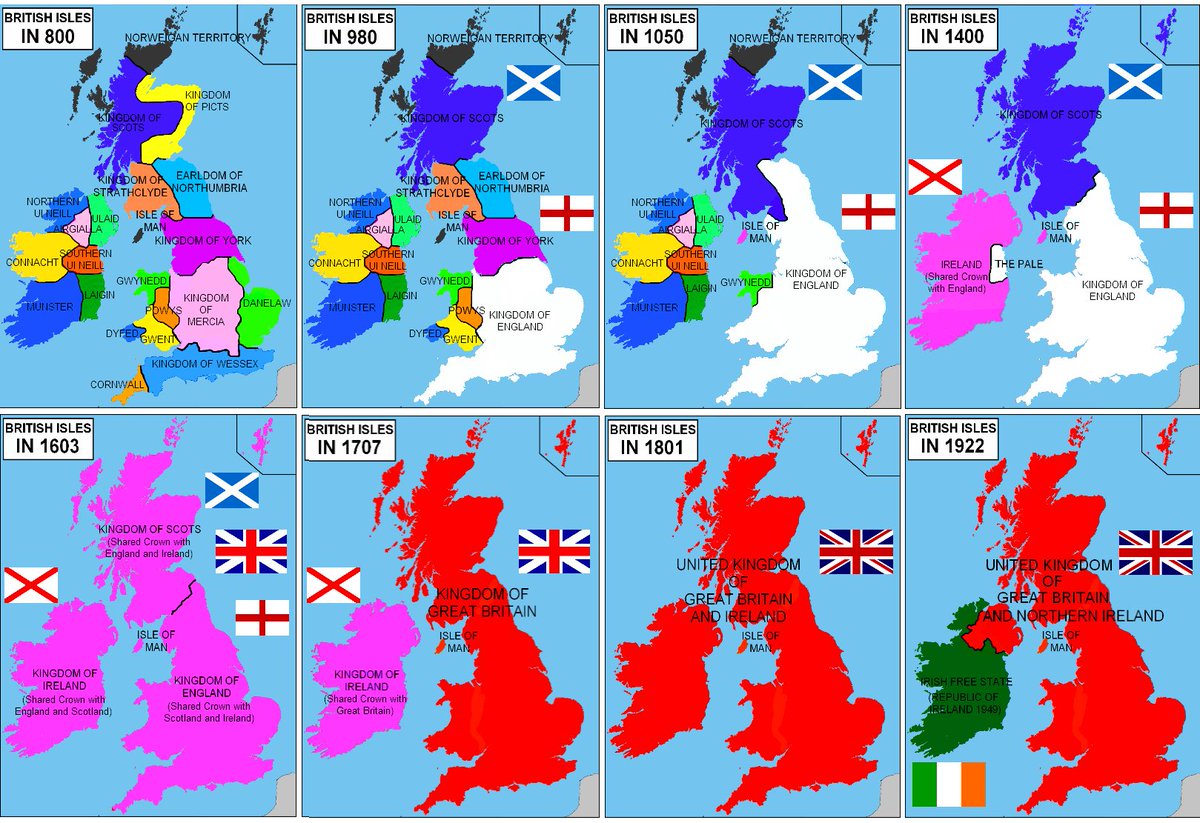 BRITISH ISLES
IN 800
NORWEIGAN TERRITORY
KINGDOM
OF PICTS
KINGDOM OF
SCOTS
KINGDOM OF
STRATHCLYDE
EARLDOM OF
NORTHUMBRIA
NORTHERN
UI NEILL
ULAID
AIRGIALLA
ISLE OF
MAN
KINGDOM OF YORK
CONNACHT
SOUTHERN
UI NEILL
GWYNEDD
MUNSTER
LAIGIN
POWYS
KINGDOM
OF
MERCIA
DANELAW
DYFED
GWENT
KINGDOM OF WESSEX
CORNWALL
BRITISH ISLES
IN 980
NORWEIGAN TERRITORY
KINGDOM OF SCOTS
KINGDOM OF
STRATHCLYDE
EARLDOM OF
NORTHUMBRIA
NORTHERN
UI NEILL
ULAID
AIRGIALLA
ISLE OF
MAN
KINGDOM OF YORK
CONNACHT
SOUTHERN
UI NEILL
GWYNEDD
MUNSTER
LAIGIN
POWYS
KINGDOM OF
ENGLAND
DYFED
GWENT
BRITISH ISLES
IN 1050
NORWEIGAN TERRITORY
KINGDOM OF SCOTS
NORTHERN
UI NEILL
ULAID
AIRGIALLA
ISLE OF
MAN
CONNACHT
SOUTHERN
UI NEILL
GWYNEDD
MUNSTER
LAIGIN
KINGDOM OF
ENGLAND
BRITISH ISLES
IN 1400
KINGDOM OF SCOTS
ISLE OF
MAN
IRELAND
(Shared Crown
with England)
THE PALE
KINGDOM OF
ENGLAND
BRITISH ISLES
IN 1603
KINGDOM OF SCOTS
(Shared Crown with
England and Ireland)
ISLE OF
MAN
KINGDOM OF
IRELAND
(Shared Crown with
England and Scotland)
KINGDOM OF
ENGLAND
(Shared Crown with
Scotland and Ireland)
BRITISH ISLES
IN 1707
KINGDOM OF
GREAT BRITAIN
ISLE OF
MAN
KINGDOM OF
IRELAND
(Shared Crown with
Great Britain)
BRITISH ISLES
IN 1801
UNITED KINGDOM
OF
GREAT BRITAIN
AND IRELAND
ISLE OF
MAN
BRITISH ISLES
IN 1922
UNITED KINGDOM
OF
GREAT BRITAIN
AND NORTHERN IRELAND
ISLE OF
MAN
IRISH FREE STATE
(REPUBLIC OF
IRELAND 1949)